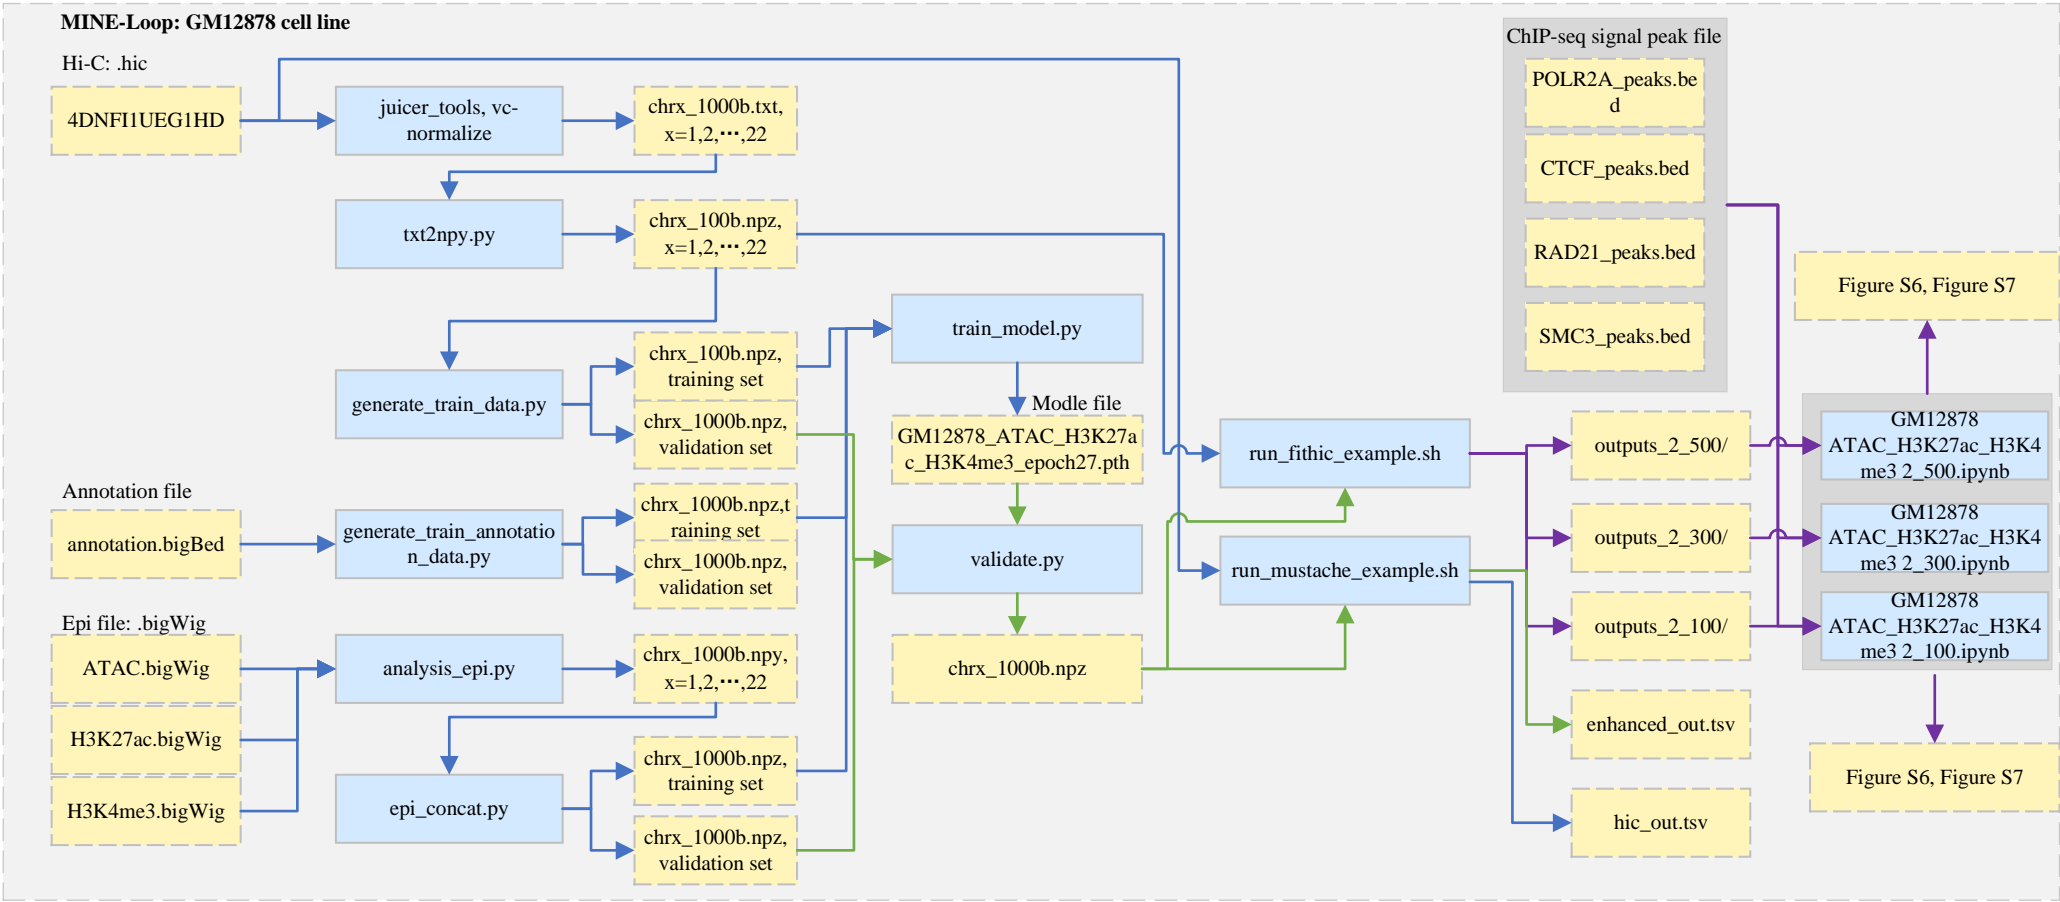 MINE-Loop: GM12878 cell line
Hi-C: .hic
4DNFI1UEG1HD
juicer_tools, vc-
normalize
chrx_1000b.txt,
x=1,2,···,22
txt2npy.py
chrx_100b.npz,
x=1,2,···,22
generate_train_data.py
chrx_100b.npz,
training set
chrx_1000b.npz,
validation set
Annotation file
annotation.bigBed
generate_train_annotatio
n_data.py
chrx_1000b.npz,t
raining set
chrx_1000b.npz,
validation set
Epi file: .bigWig
ATAC.bigWig
H3K27ac.bigWig
H3K4me3.bigWig
analysis_epi.py
chrx_1000b.npy,
x=1,2,···,22
epi_concat.py
chrx_1000b.npz,
training set
chrx_1000b.npz,
validation set
train_model.py
Modle file
GM12878_ATAC_H3K27a
c_H3K4me3_epoch27.pth
validate.py
chrx_1000b.npz
run_fithic_example.sh
run_mustache_example.sh
ChIP-seq signal peak file
POLR2A_peaks.be
d
CTCF_peaks.bed
RAD21_peaks.bed
SMC3_peaks.bed
outputs_2_500/
outputs_2_300/
outputs_2_100/
enhanced_out.tsv
hic_out.tsv
Figure S6, Figure S7
GM12878
ATAC_H3K27ac_H3K4
me3 2_500.ipynb
GM12878
ATAC_H3K27ac_H3K4
me3 2_300.ipynb
GM12878
ATAC_H3K27ac_H3K4
me3 2_100.ipynb
Figure S6, Figure S7